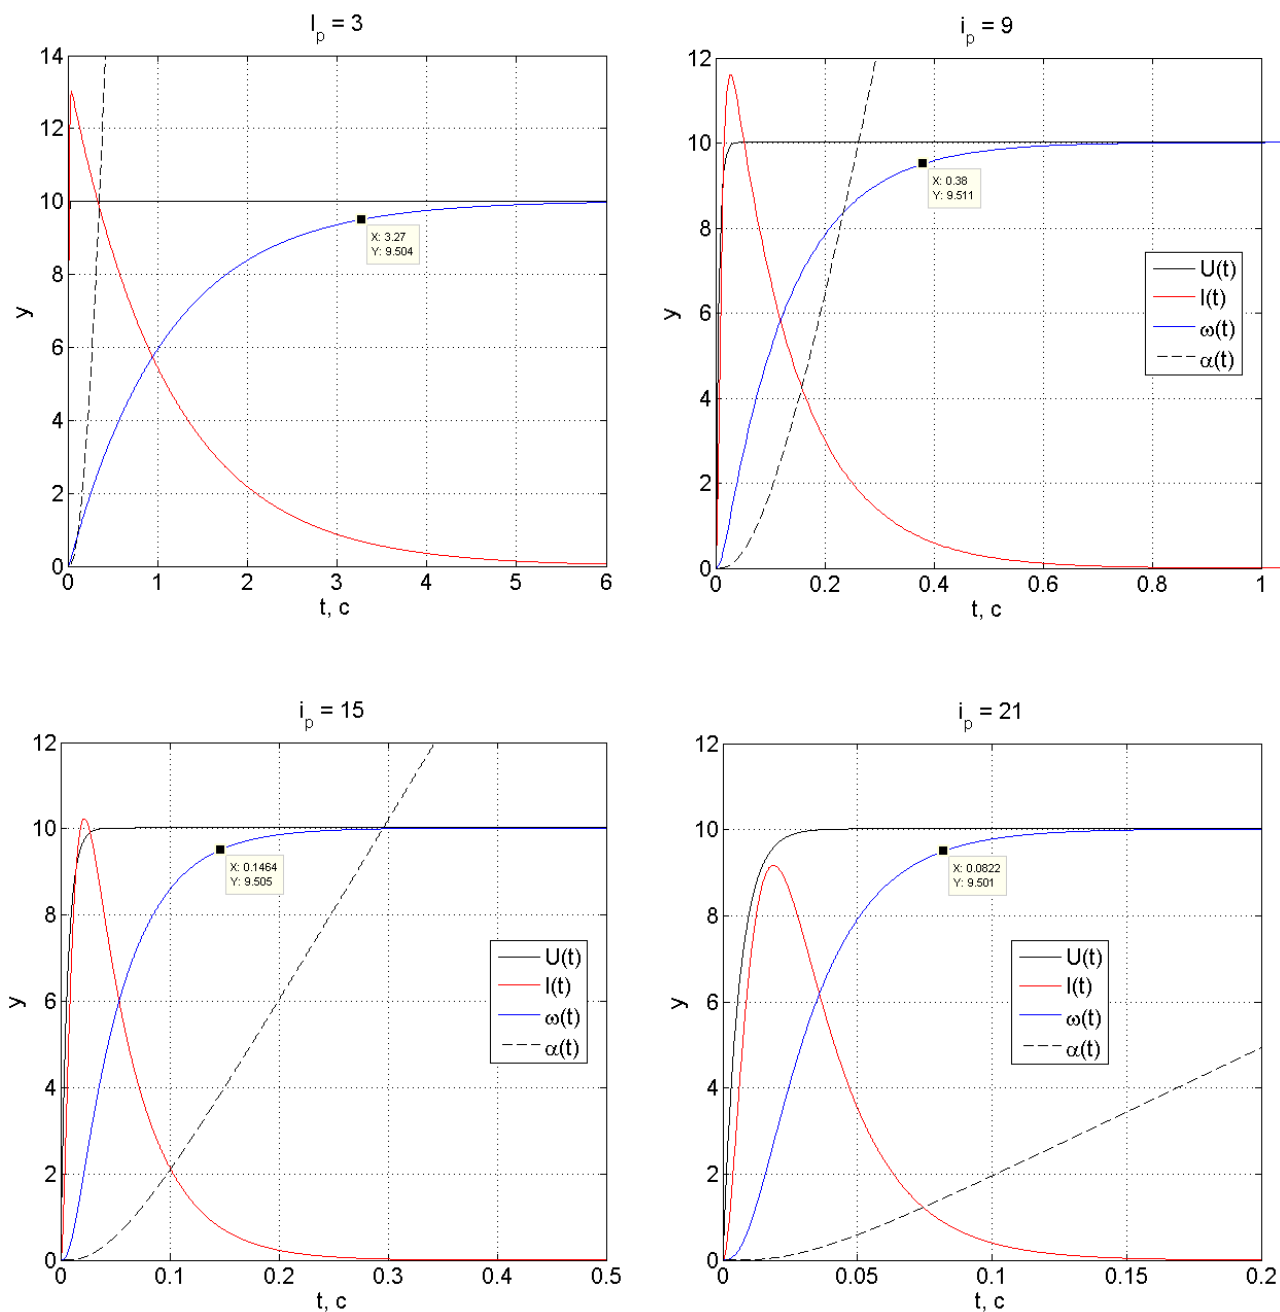 I_p = 3
14
12
10
8
6
4
2
0
y
X: 3.27
Y: 9.504
0 1 2 3 4 5 6
t, c
i_p = 9
12
10
8
6
4
2
0
y
X: 0.38
Y: 9.511
U(t)
I(t)
ω(t)
α(t)
0 0.2 0.4 0.6 0.8 1
t, c
i_p = 15
12
10
8
6
4
2
0
y
X: 0.1464
Y: 9.505
U(t)
I(t)
ω(t)
α(t)
0 0.1 0.2 0.3 0.4 0.5
t, c
i_p = 21
12
10
8
6
4
2
0
y
X: 0.0822
Y: 9.501
U(t)
I(t)
ω(t)
α(t)
0 0.05 0.1 0.15 0.2
t, c